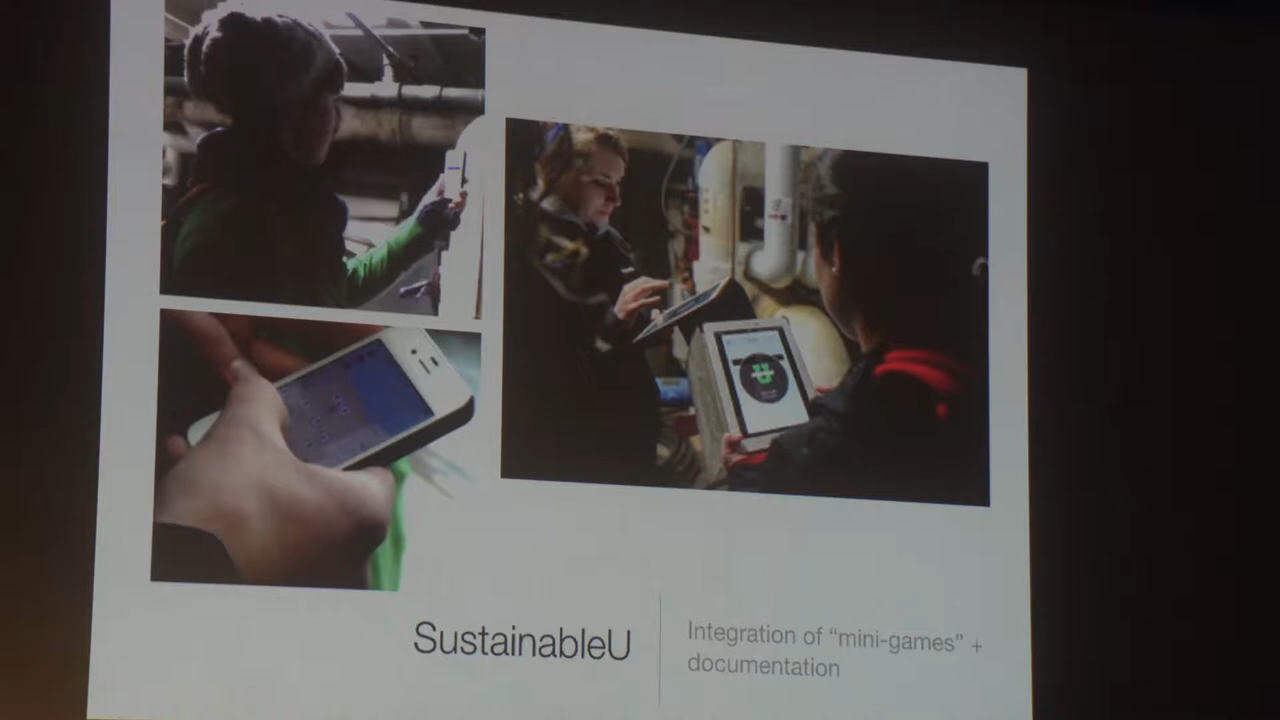 U
SustainableU
Integration of “mini-games” +
documentation